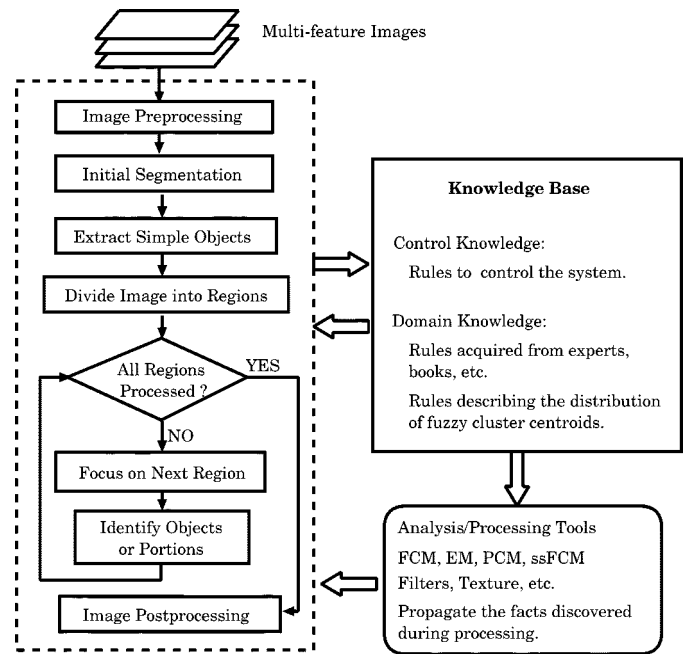 Multi-feature Images
Image Preprocessing
Initial Segmentation
Extract Simple Objects
Divide Image into Regions
All Regions
Processed ?
YES
NO
Focus on Next Region
Identify Objects
or Portions
Image Postprocessing
Knowledge Base
Control Knowledge:
Rules to control the system.
Domain Knowledge:
Rules acquired from experts,
books, etc.
Rules describing the distribution
of fuzzy cluster centroids.
Analysis/Processing Tools
FCM, EM, PCM, ssFCM
Filters, Texture, etc.
Propagate the facts discovered
during processing.